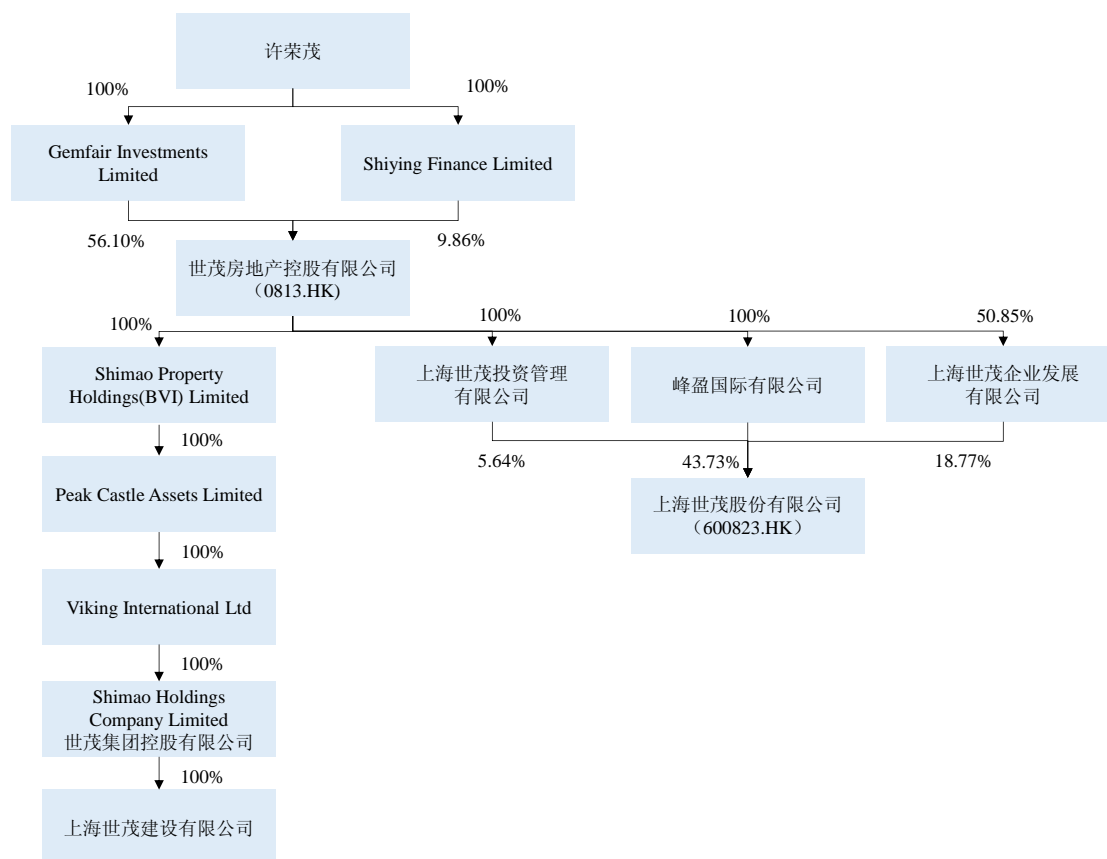 许荣茂
100%
100%
Gemfair Investments
Limited
Shiying Finance Limited
56.10%
9.86%
世茂房地产控股有限公司
（0813.HK)
100%
100%
100%
50.85%
Shimao Property
Holdings(BVI) Limited
上海世茂投资管理
有限公司
峰盈国际有限公司
上海世茂企业发展
有限公司
100%
5.64%
43.73%
18.77%
Peak Castle Assets Limited
上海世茂股份有限公司
（600823.HK）
100%
Viking International Ltd
100%
Shimao Holdings
Company Limited
世茂集团控股有限公司
100%
上海世茂建设有限公司